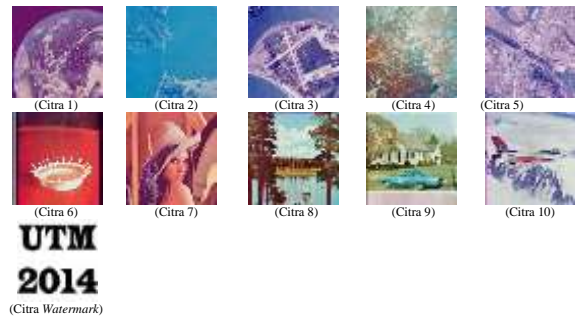 (Citra 1) (Citra 2) (Citra 3) (Citra 4) (Citra 5)
(Citra 6) (Citra 7) (Citra 8) (Citra 9) (Citra 10)
UTM
2014
(Citra Watermark)